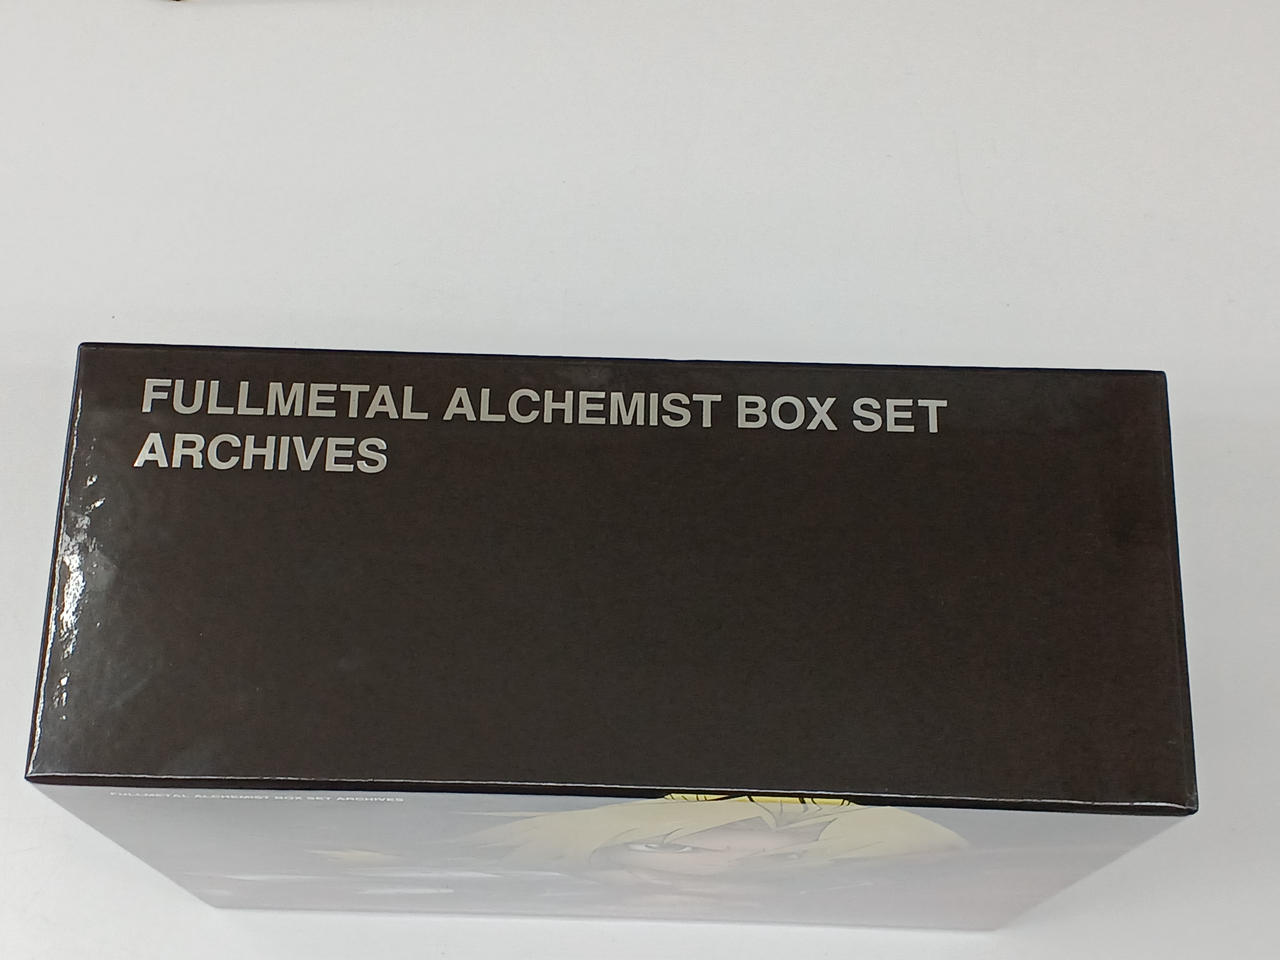 FULLMETAL ALCHEMIST BOX SET
ARCHIVES
FULLMETAL ALCHEMIST BOX SET ARCHIVES